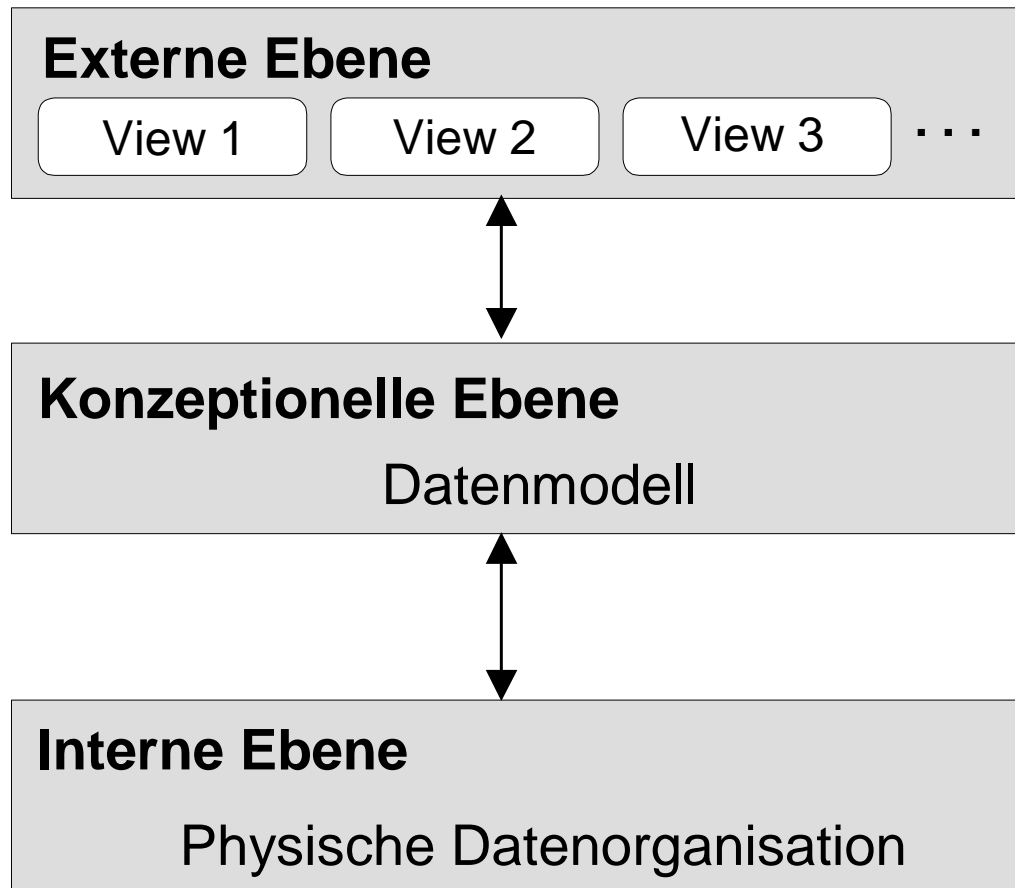 Externe Ebene
View 1 View 2 View 3 . . .
Konzeptionelle Ebene
Datenmodell
Interne Ebene
Physische Datenorganisation